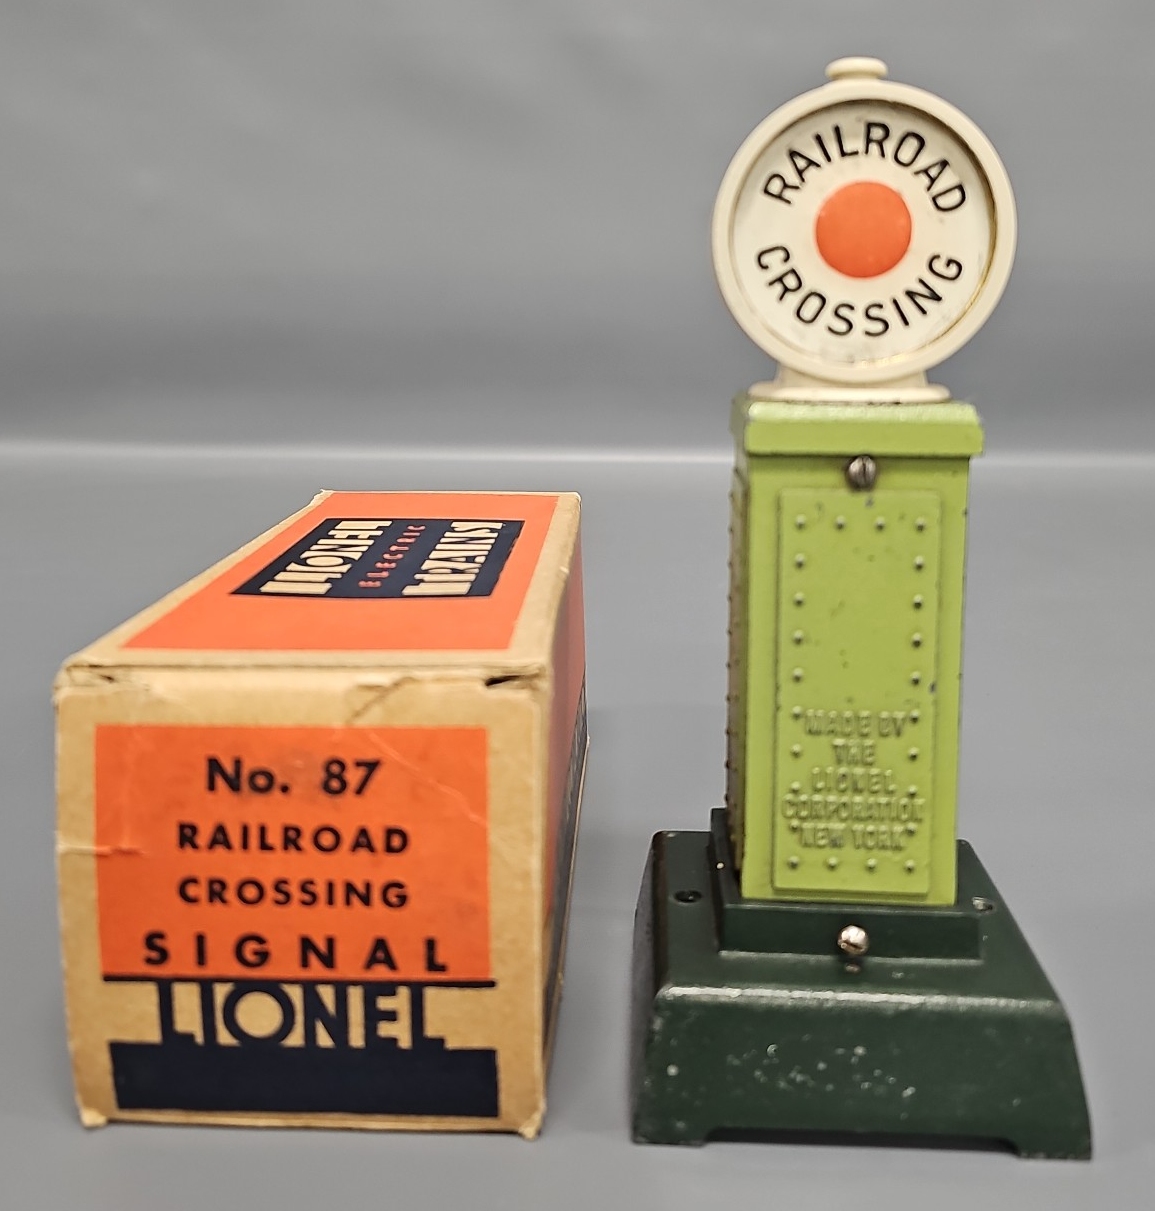 LIONEL
ELECTRIC
TRAINS
No. 87
RAILROAD
CROSSING
SIGNAL
LIONEL
RAILROAD
CROSSING
MADE BY
THE
LIONEL
CORPORATION
NEW YORK